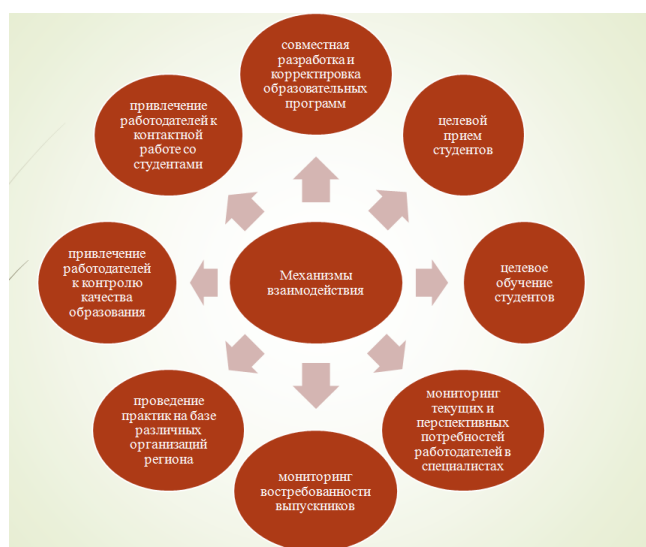 совместная
разработка и
корректировка
образовательных
программ
целевой
прием
студентов
целевое
обучение
студентов
мониторинг
текущих и
перспективных
потребностей
работодателей в
специалистах
мониторинг
востребованности
выпускников
проведение
практик на базе
различных
организаций
региона
привлечение
работодателей
к контролю
качества
образования
привлечение
работодателей к
контактной
работе со
студентами
Механизмы
взаимодействия